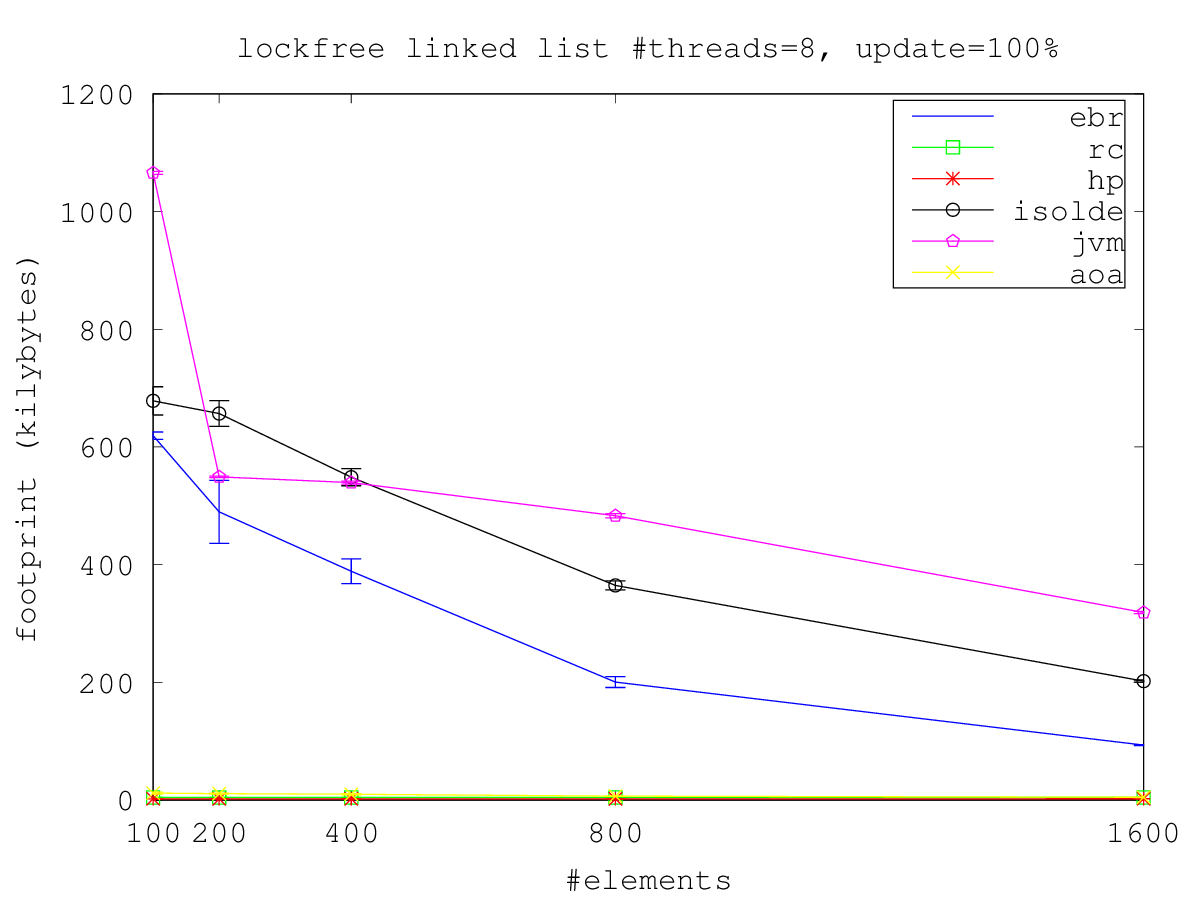 lockfree linked list #threads=8, update=100%
1200
1000
800
600
400
200
0
footprint (kilybytes)
ebr
rc
hp
isolde
jvm
aoa
100 200 400 800 1600
#elements